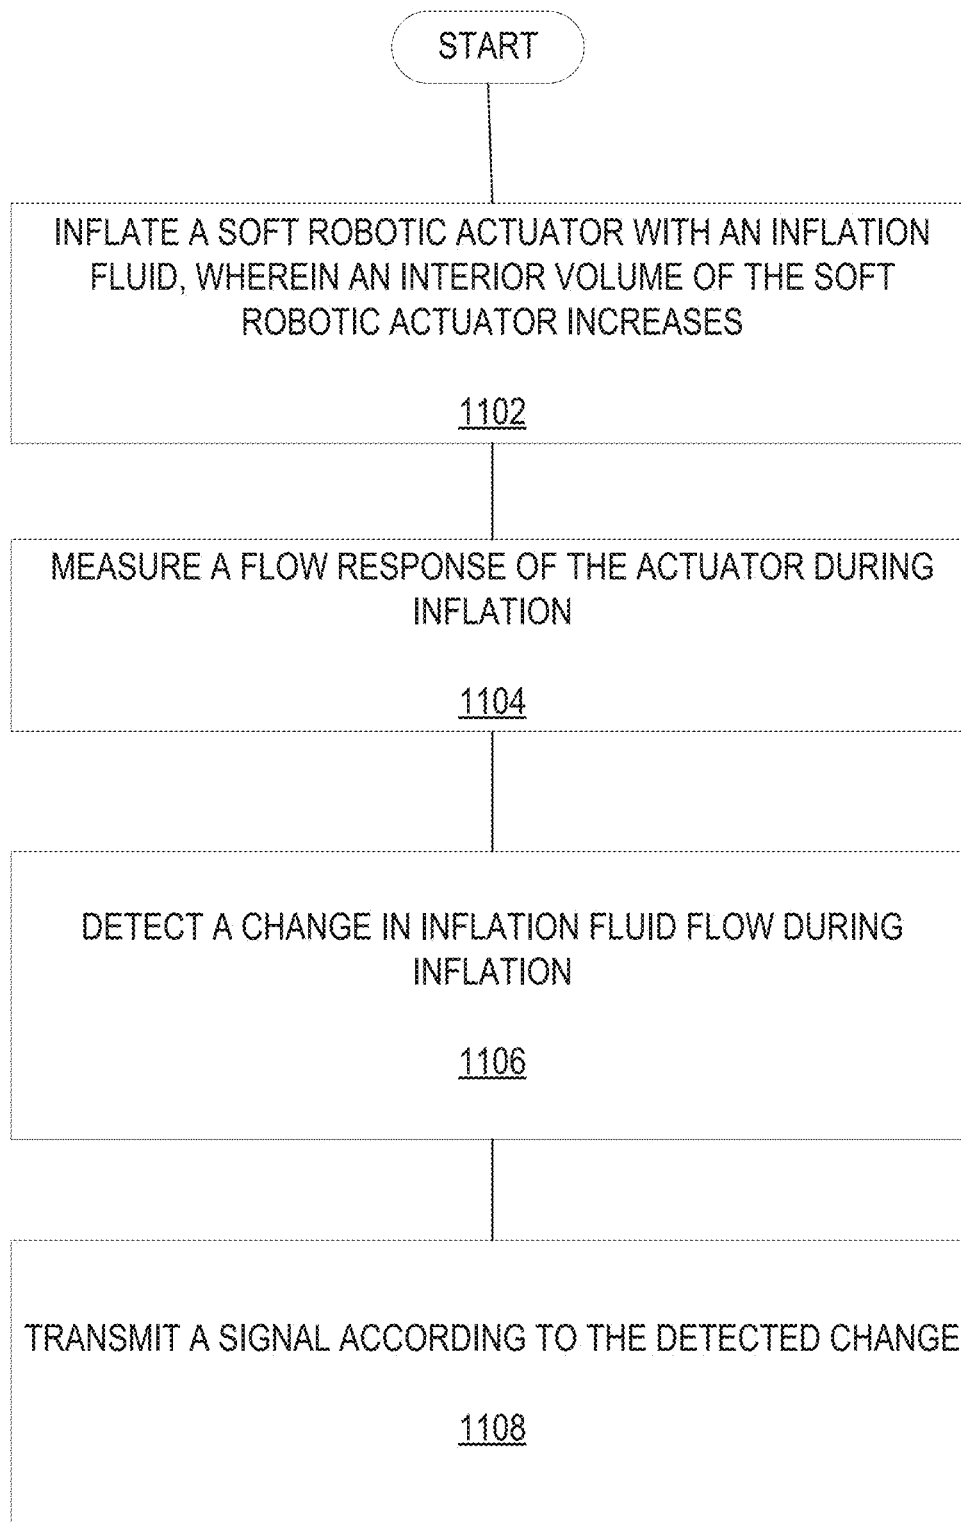 START
INFLATE A SOFT ROBOTIC ACTUATOR WITH AN INFLATION
FLUID, WHEREIN AN INTERIOR VOLUME OF THE SOFT
ROBOTIC ACTUATOR INCREASES
1102
MEASURE A FLOW RESPONSE OF THE ACTUATOR DURING
INFLATION
1104
DETECT A CHANGE IN INFLATION FLUID FLOW DURING
INFLATION
1106
TRANSMIT A SIGNAL ACCORDING TO THE DETECTED CHANGE
1108